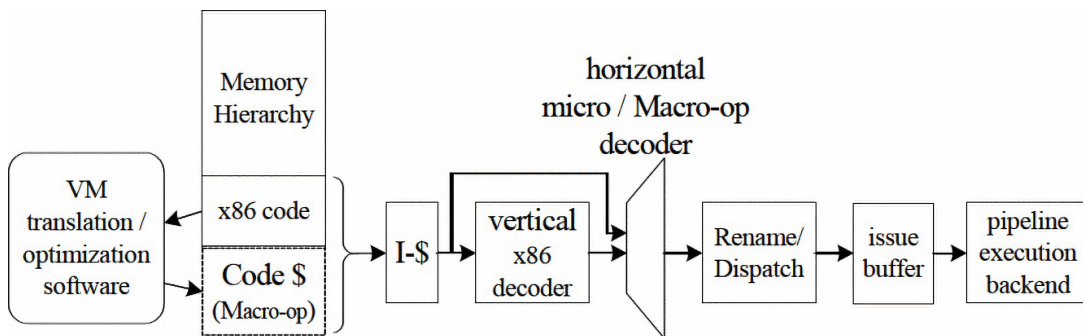 Memory
Hierarchy
horizontal
micro / Macro-op
decoder
VM
translation /
optimization
software
x86 code
Code $
(Macro-op)
I-$
vertical
x86
decoder
Rename/
Dispatch
issue
buffer
pipeline
execution
backend